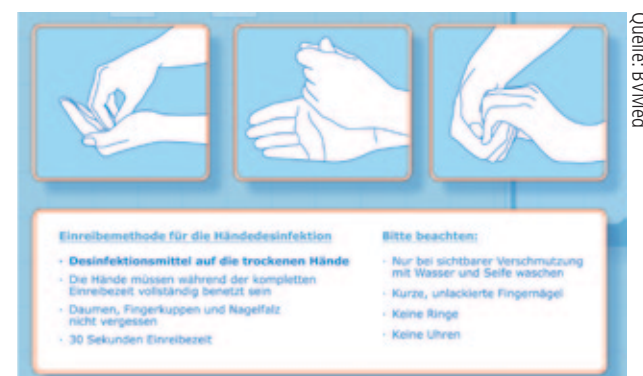 Quelle: BVMed
Einreibemethode für die Händedesinfektion
· Desinfektionsmittel auf die trockenen Hände
· Die Hände müssen während der kompletten
Einreibezeit vollständig benetzt sein
· Daumen, Fingerkuppen und Nagelfalz
nicht vergessen
· 30 Sekunden Einreibezeit
Bitte beachten:
· Nur bei sichtbarer Verschmutzung
mit Wasser und Seife waschen
· Kurze, unlackierte Fingernägel
· Keine Ringe
· Keine Uhren